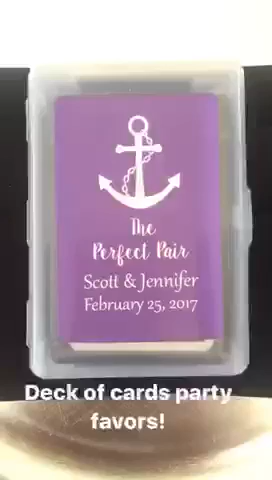 The
Perfect Pair
Scott & Jennifer
February 25, 2017
Deck of cards party
favors!